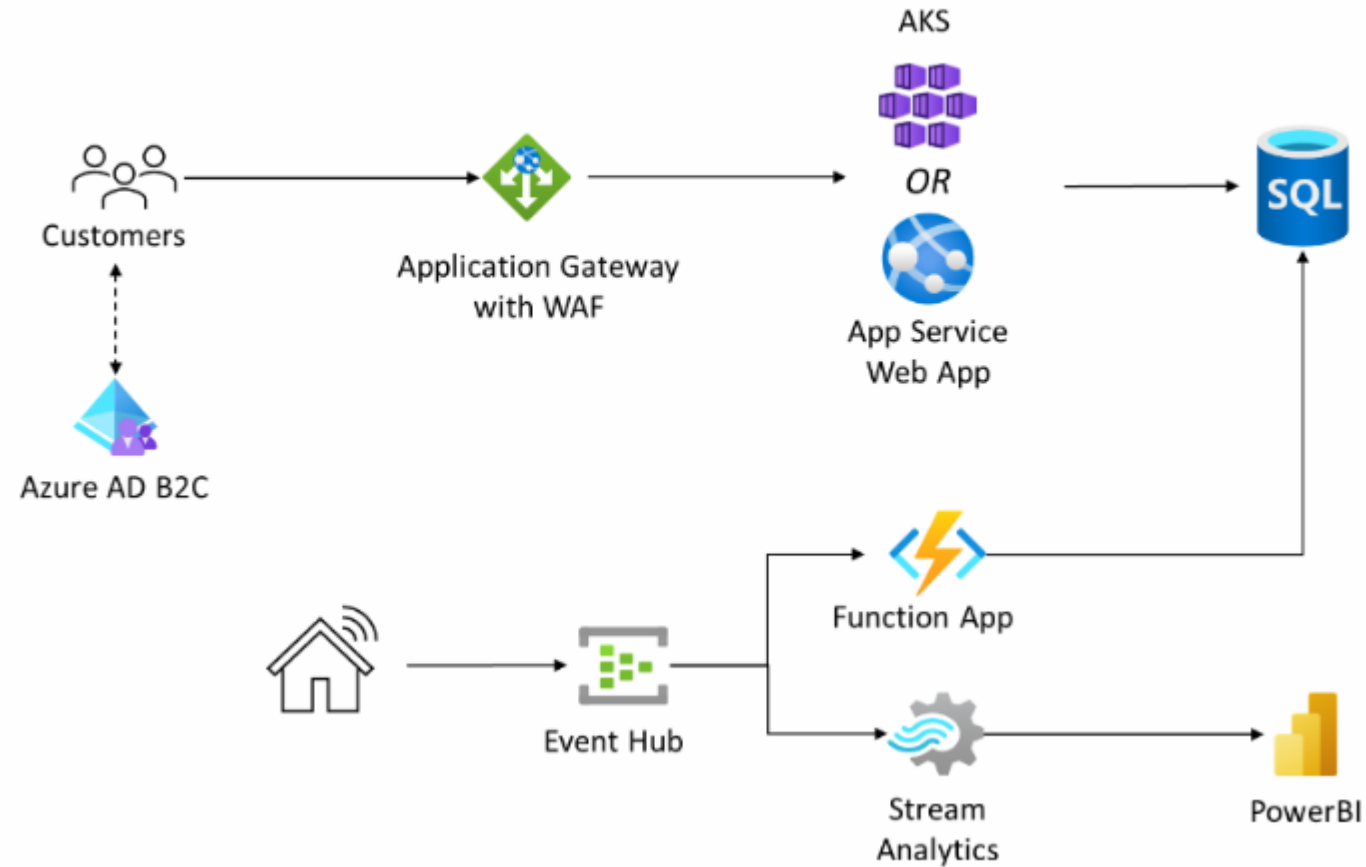 AKS
OR
SQL
Customers
Application Gateway
with WAF
App Service
Web App
Azure AD B2C
Function App
Event Hub
Stream
Analytics
PowerBI